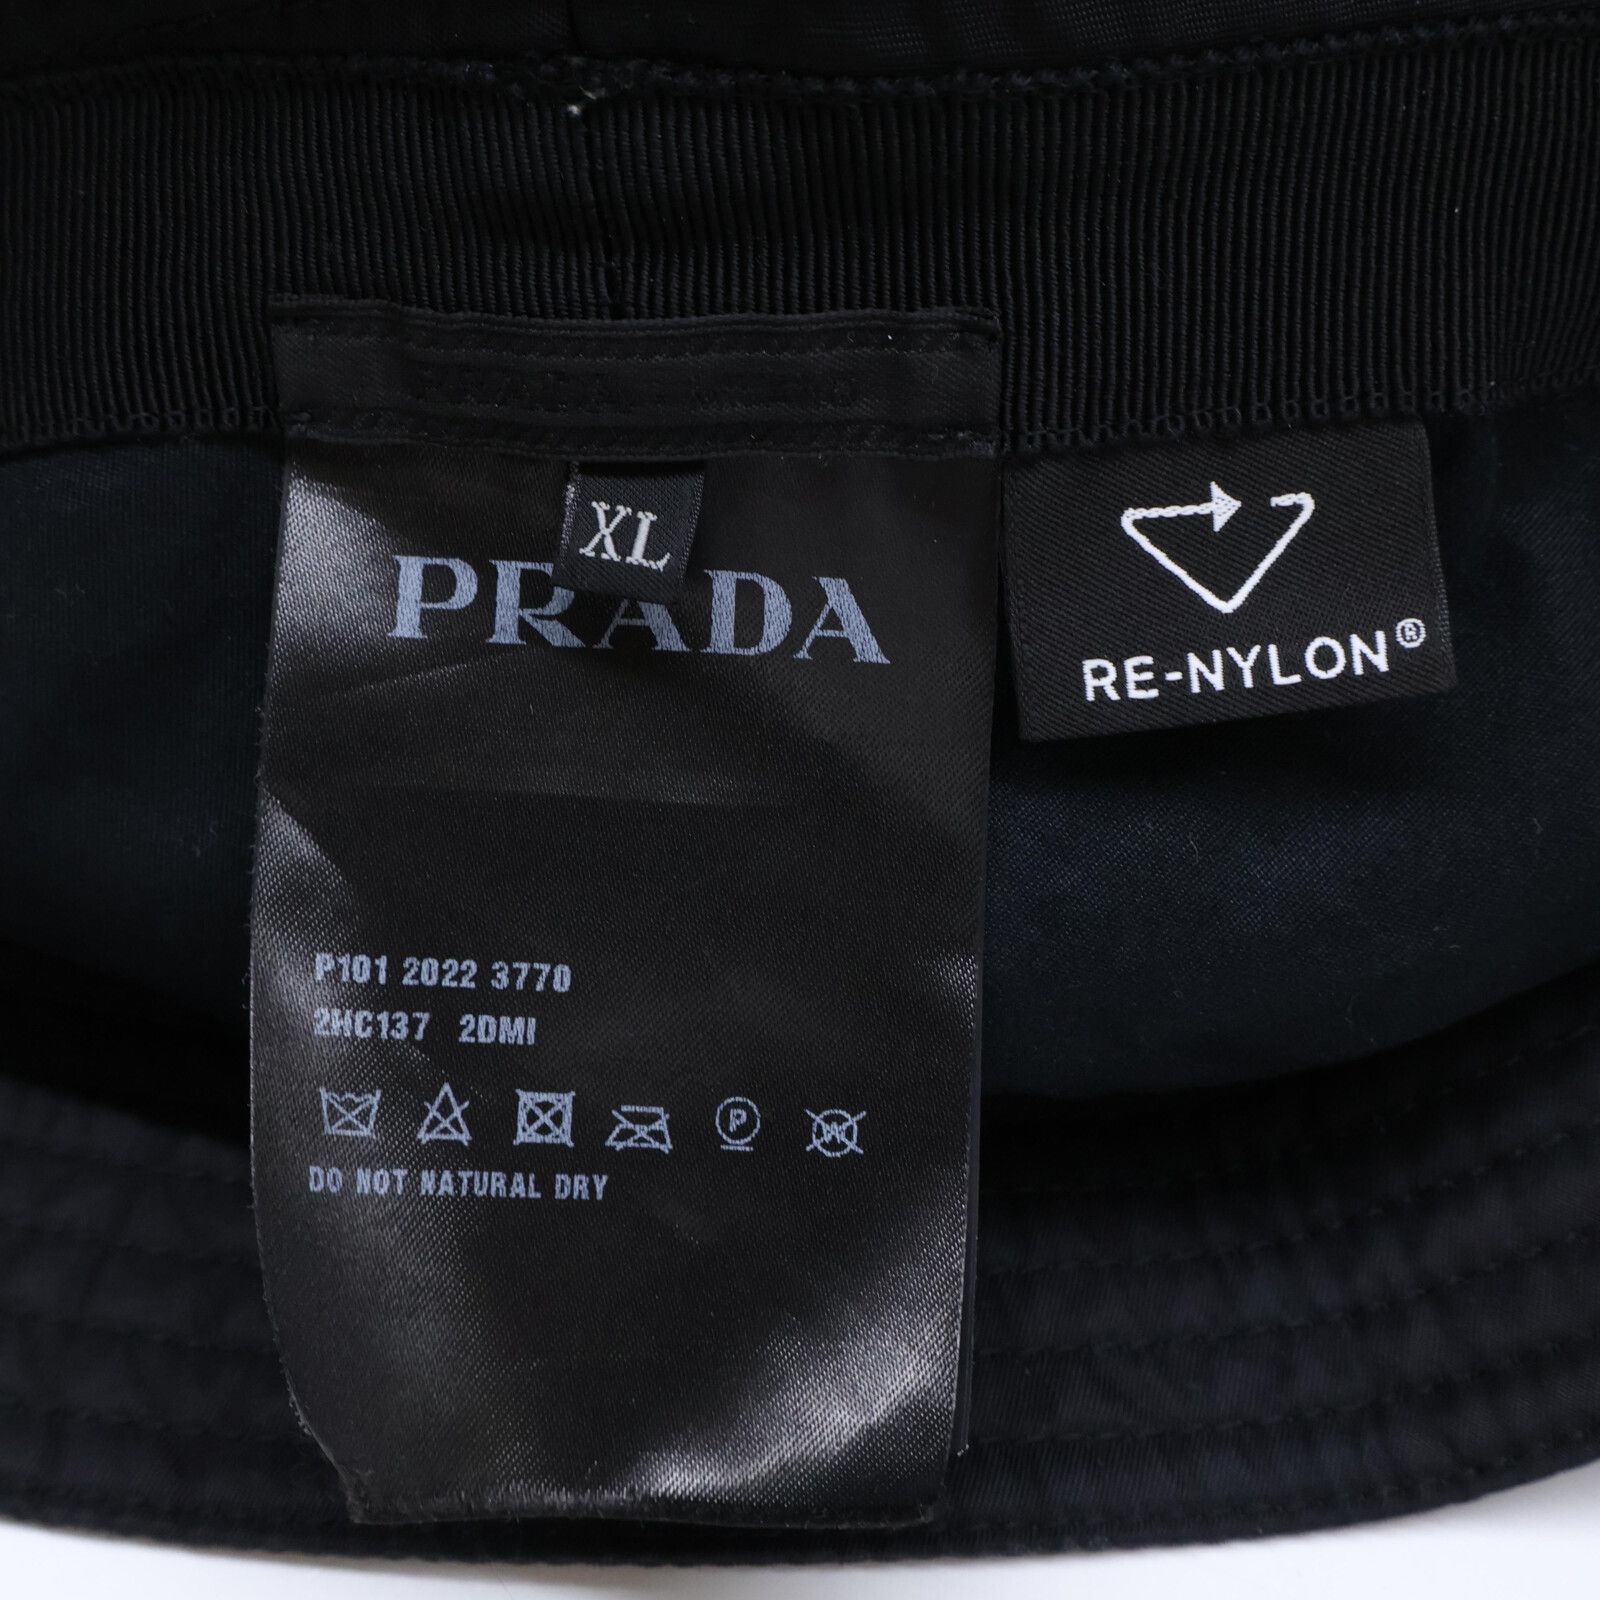 XL
PRADA
RE-NYLON®
P101 2022 3770
2HC137 2DMI
P
W
DO NOT NATURAL DRY